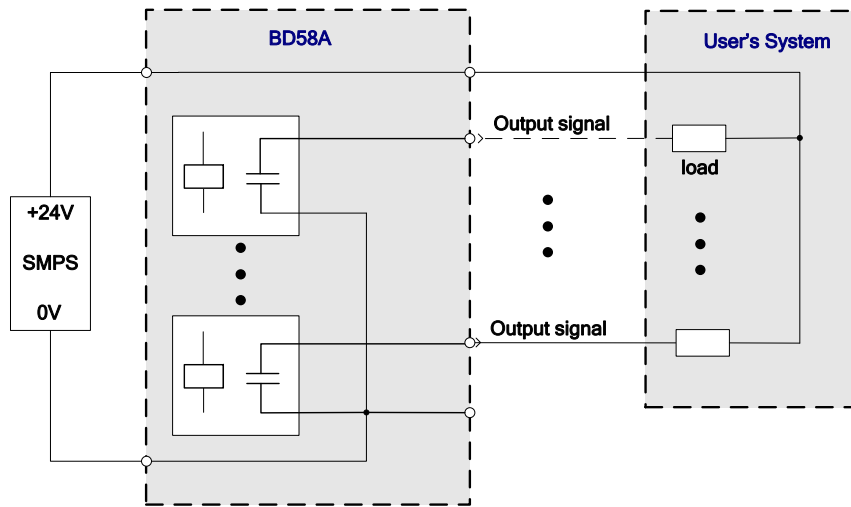 BD58A
User's System
Output signal
load
+24V
SMPS
0V
Output signal